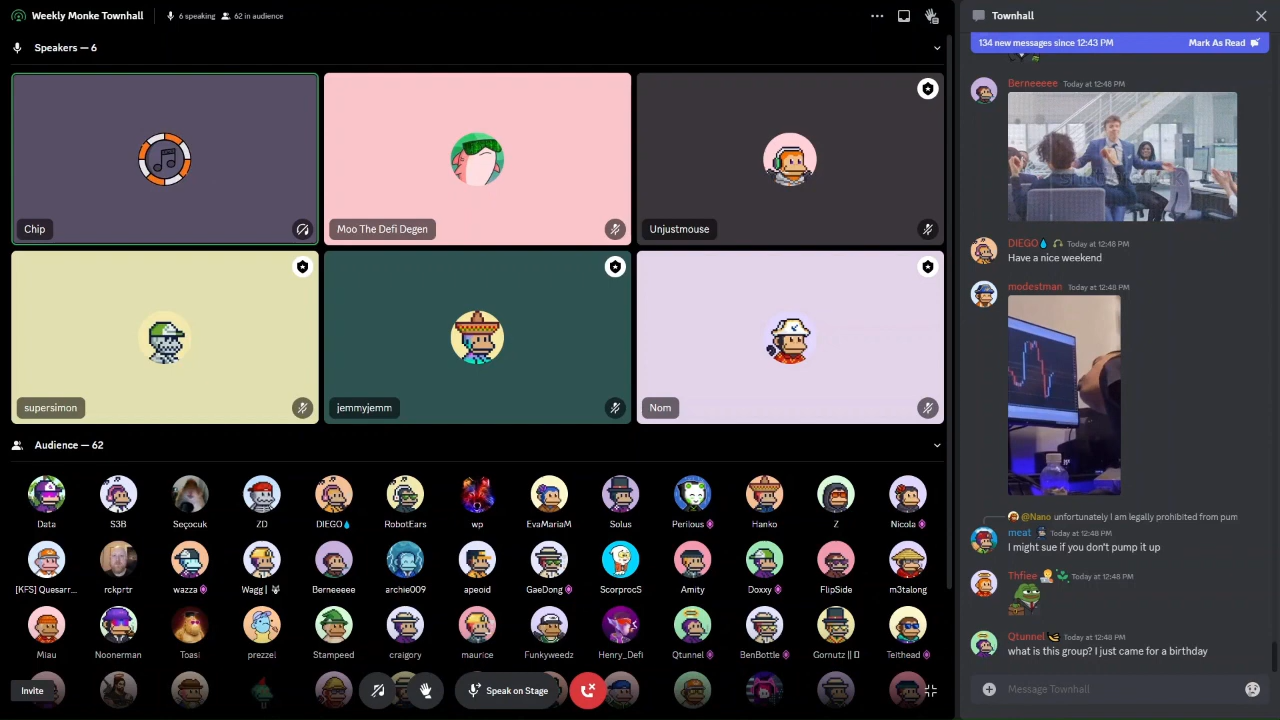 Weekly Monke Townhall
6 speaking
62 in audience
Speakers — 6
Chip
Moo The Defi Degen
Unjustmouse
supersimon
jemmyjemm
Nom
Audience — 62
Data
S3B
Seçocuk
ZD
DIEGO
RobotEars
wp
EvaMariaM
Solus
Perilous
Hanko
Z
Nicola
[KFS] Quesarr...
rckprtr
wazza
Wagg |
Berneeeee
archie009
apeoid
GaeDong
ScorprocS
Amity
Doxxy
FlipSide
m3talong
Miau
Noonerman
Toasi
prezzel
Stampeed
craigory
maurice
Funkyweedz
Henry_Defi
Qtunnel
BenBottle
Gornutz ||
Teithead
Invite
Speak on Stage
Townhall
134 new messages since 12:43 PM
Mark As Read
Berneeeee Today at 12:48 PM
DIEGO Today at 12:48 PM
Have a nice weekend
modestman Today at 12:48 PM
@Nano unfortunately I am legally prohibited from pum
meat Today at 12:48 PM
I might sue if you don't pump it up
Thfiee Today at 12:48 PM
Qtunnel Today at 12:48 PM
what is this group? I just came for a birthday
Message Townhall